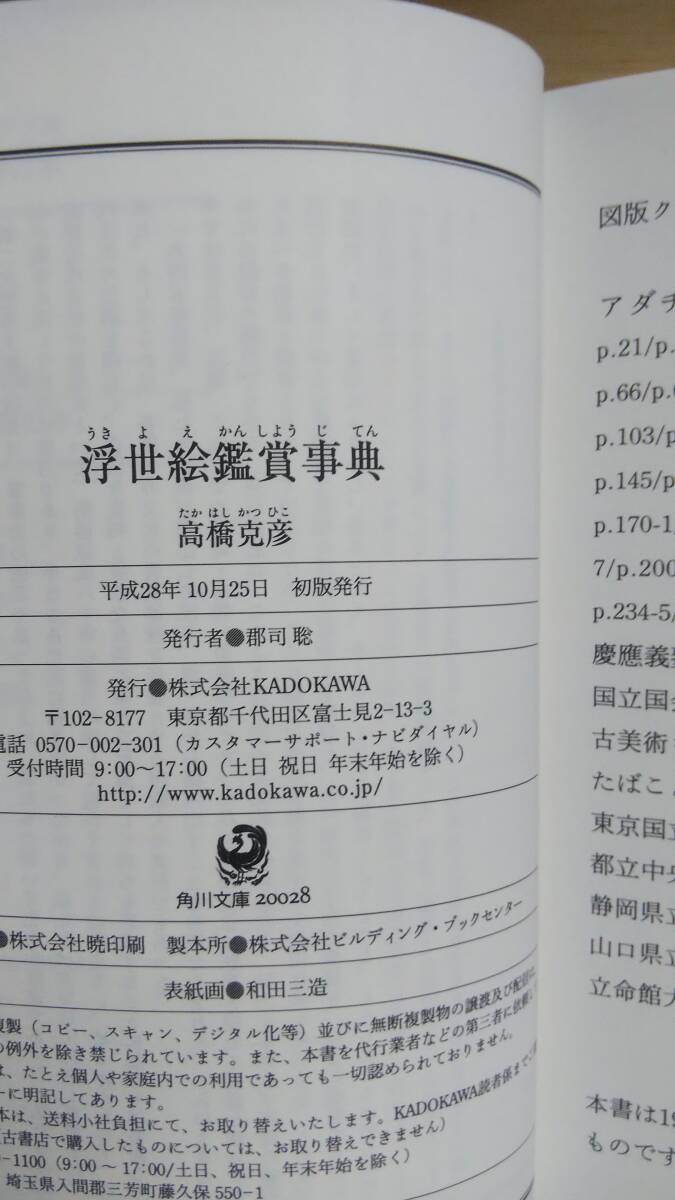 うきよえかんしようじてん
浮世絵鑑賞事典
たかはしかつひこ
高橋克彦
平成28年10月25日 初版発行
発行者●郡司 聡
発行●株式会社KADOKAWA
〒102-8177 東京都千代田区富士見2-13-3
電話 0570-002-301（カスタマーサポート・ナビダイヤル）
受付時間 9:00〜17:00（土日 祝日 年末年始を除く）
http://www.kadokawa.co.jp/
角川文庫 20028
●株式会社暁印刷 製本所●株式会社ビルディング・ブックセンター
表紙画●和田三造
複製（コピー、スキャン、デジタル化等）並びに無断複製物の譲渡及び配信は、
の例外を除き禁じられています。また、本書を代行業者などの第三者に依頼
は、たとえ個人や家庭内での利用であっても一切認められておりません。
ーに明記してあります。
本は、送料小社負担にて、お取り替えいたします。KADOKAWA読者係までご
古書店で購入したものについては、お取り替えできません）
-1100（9:00〜17:00/土日、祝日、年末年始を除く）
埼玉県入間郡三芳町藤久保 550-1
図版ク
アダチ
p.21/p.
p.66/p.
p.103/p
p.145/p
p.170-1
7/p.200
p.234-5/
慶應義
国立国
古美術
たばこ
東京国立
都立中央
静岡県立
山口県立
立命館大
本書は19
ものです